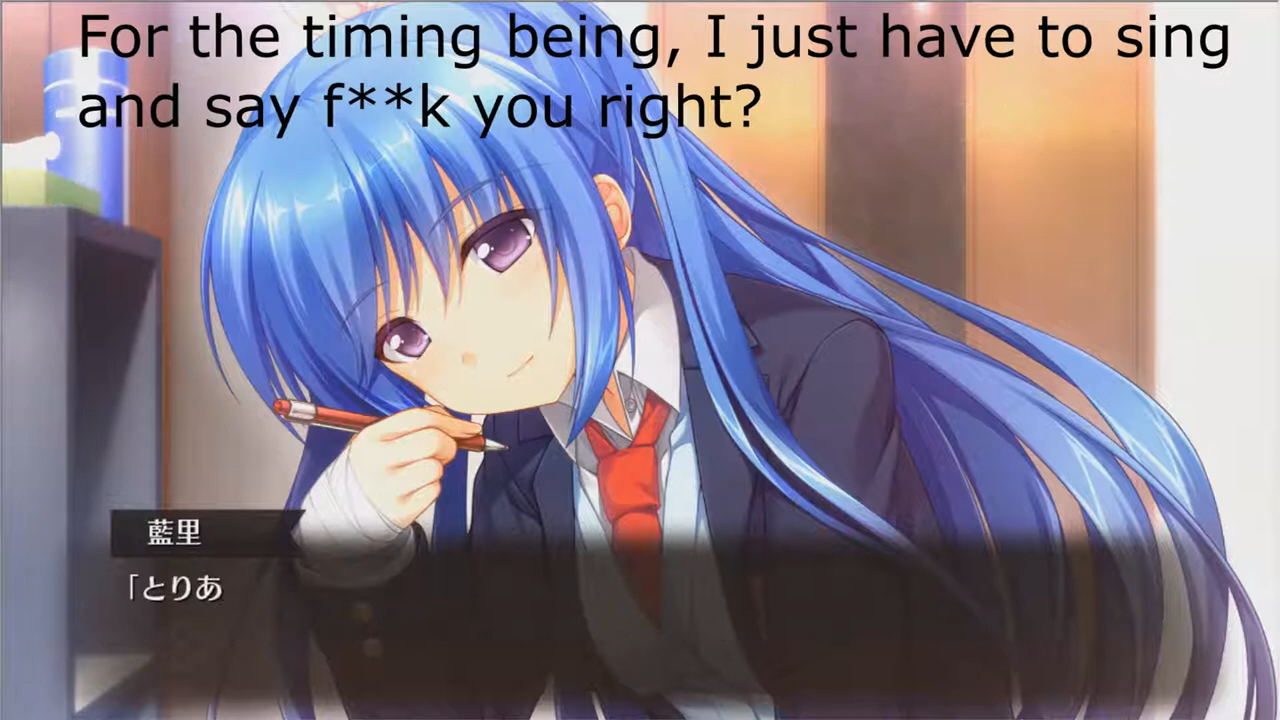 For the timing being, I just have to sing
and say f**k you right?
藍里
「とりあ